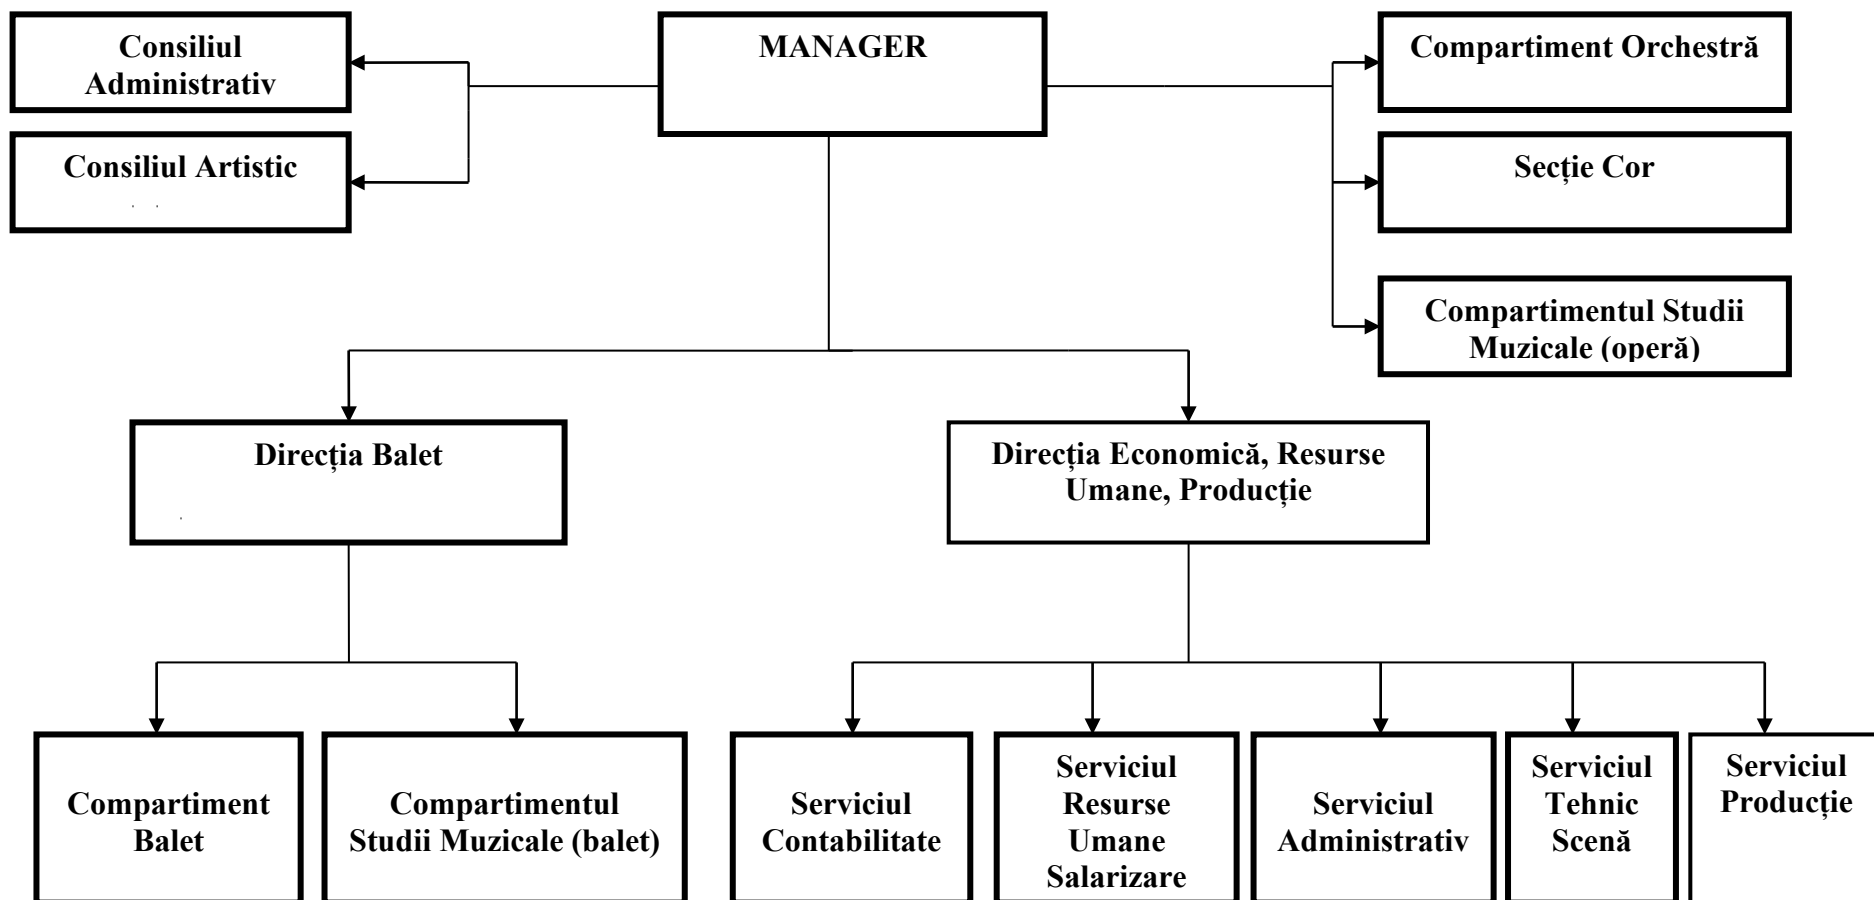 Consiliul
Administrativ
MANAGER
Compartiment Orchestră
Consiliul Artistic
Secție Cor
Compartimentul Studii
Muzicale (operă)
Direcția Balet
Direcția Economică, Resurse
Umane, Producție
Compartiment
Balet
Compartimentul
Studii Muzicale (balet)
Serviciul
Contabilitate
Serviciul
Resurse
Umane
Salarizare
Serviciul
Administrativ
Serviciul
Tehnic
Scenă
Serviciul
Producție